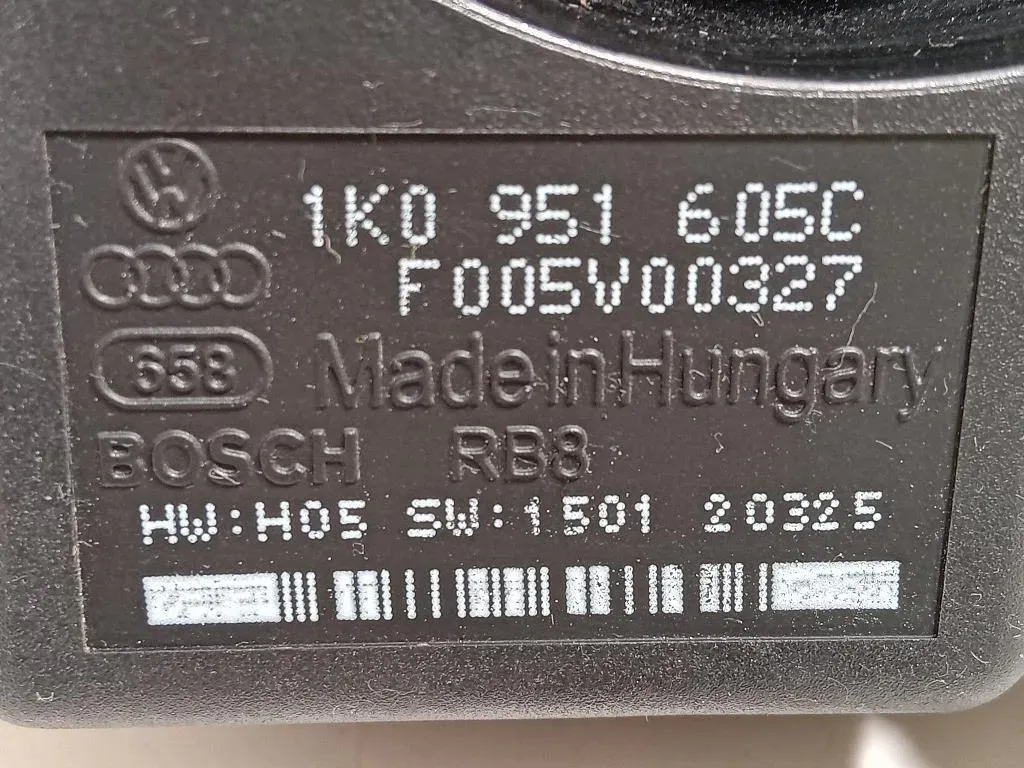 1K0 951 605C
F005V00327
658 Made in Hungary
BOSCH RB8
HW:H05 SW:1501 20325